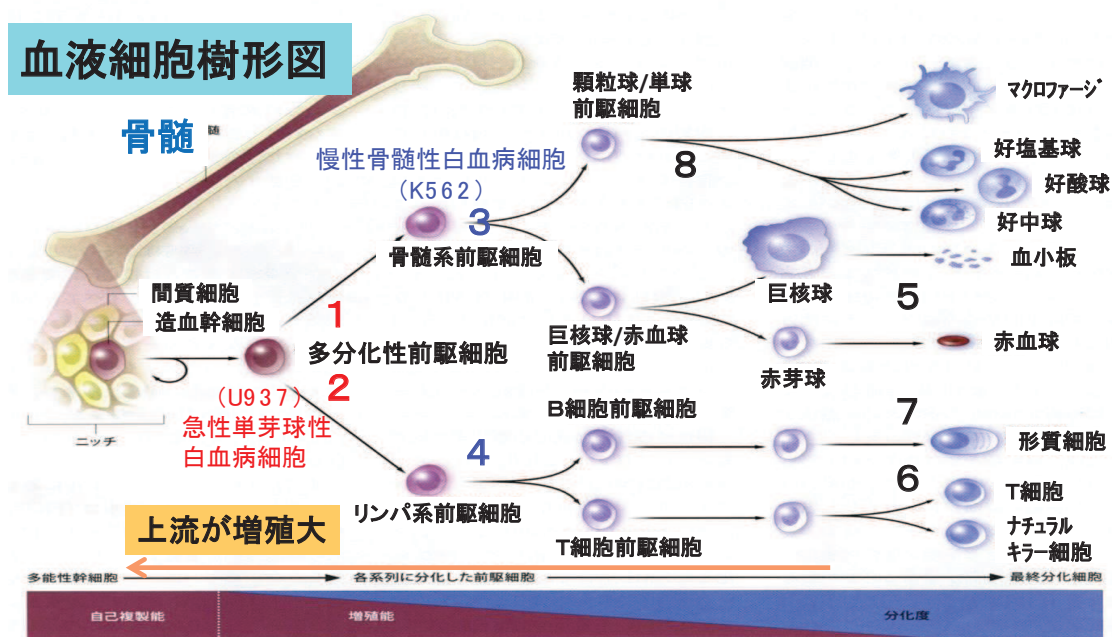 血液細胞樹形図
骨髄
髄
慢性骨髄性白血病細胞
(K562)
3
骨髄系前駆細胞
間質細胞
造血幹細胞
1
多分化性前駆細胞
2
(U937)
急性単芽球性
白血病細胞
ニッチ
4
リンパ系前駆細胞
顆粒球/単球
前駆細胞
8
マクロファージ
好塩基球
好酸球
好中球
巨核球
血小板
5
巨核球/赤血球
前駆細胞
赤芽球
赤血球
B細胞前駆細胞
7
形質細胞
6
T細胞前駆細胞
T細胞
ナチュラル
キラー細胞
上流が増殖大
多能性幹細胞
各系列に分化した前駆細胞
最終分化細胞
自己複製能
増殖能
分化度